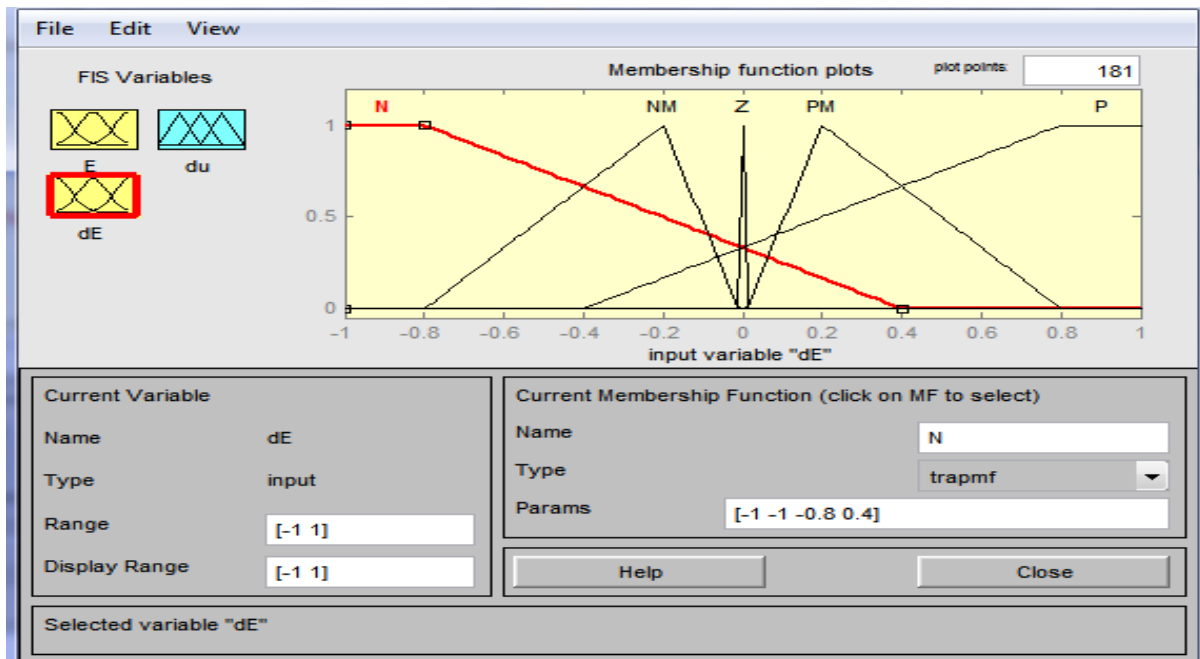 File Edit View
FIS Variables
Membership function plots
plot points:
181
E
du
dE
N
NM
Z
PM
P
1
0.5
0
-1 -0.8 -0.6 -0.4 -0.2 0 0.2 0.4 0.6 0.8 1
input variable "dE"
Current Variable
Name dE
Type input
Range [-1 1]
Display Range [-1 1]
Current Membership Function (click on MF to select)
Name N
Type trapmf
Params [-1 -1 -0.8 0.4]
Help Close
Selected variable "dE"